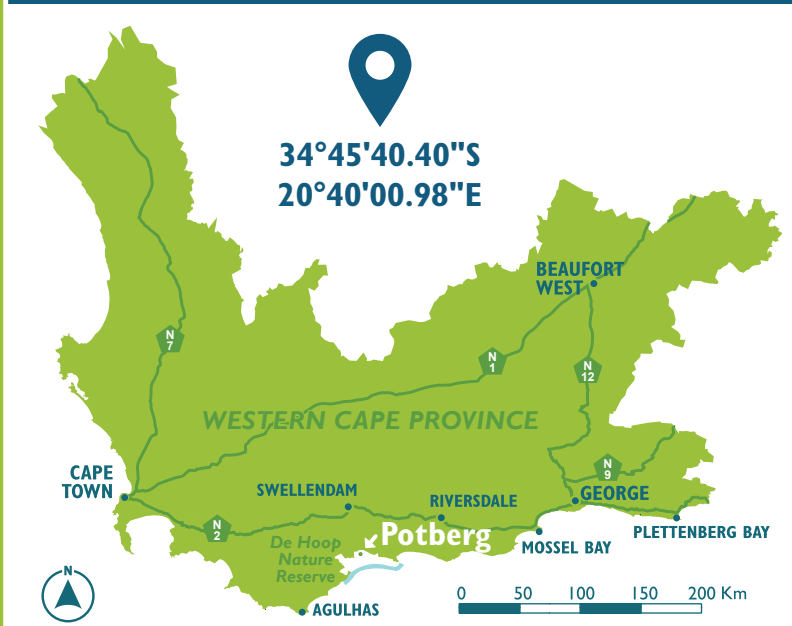 34°45'40.40"S
20°40'00.98"E
BEAUFORT
WEST
N
7
N
1
N
12
WESTERN CAPE PROVINCE
CAPE
TOWN
N
9
SWELLENDAM
RIVERSDALE
GEORGE
N
2
De Hoop
Nature
Reserve
Potberg
MOSSEL BAY
PLETTENBERG BAY
N
AGULHAS
0 50 100 150 200 Km